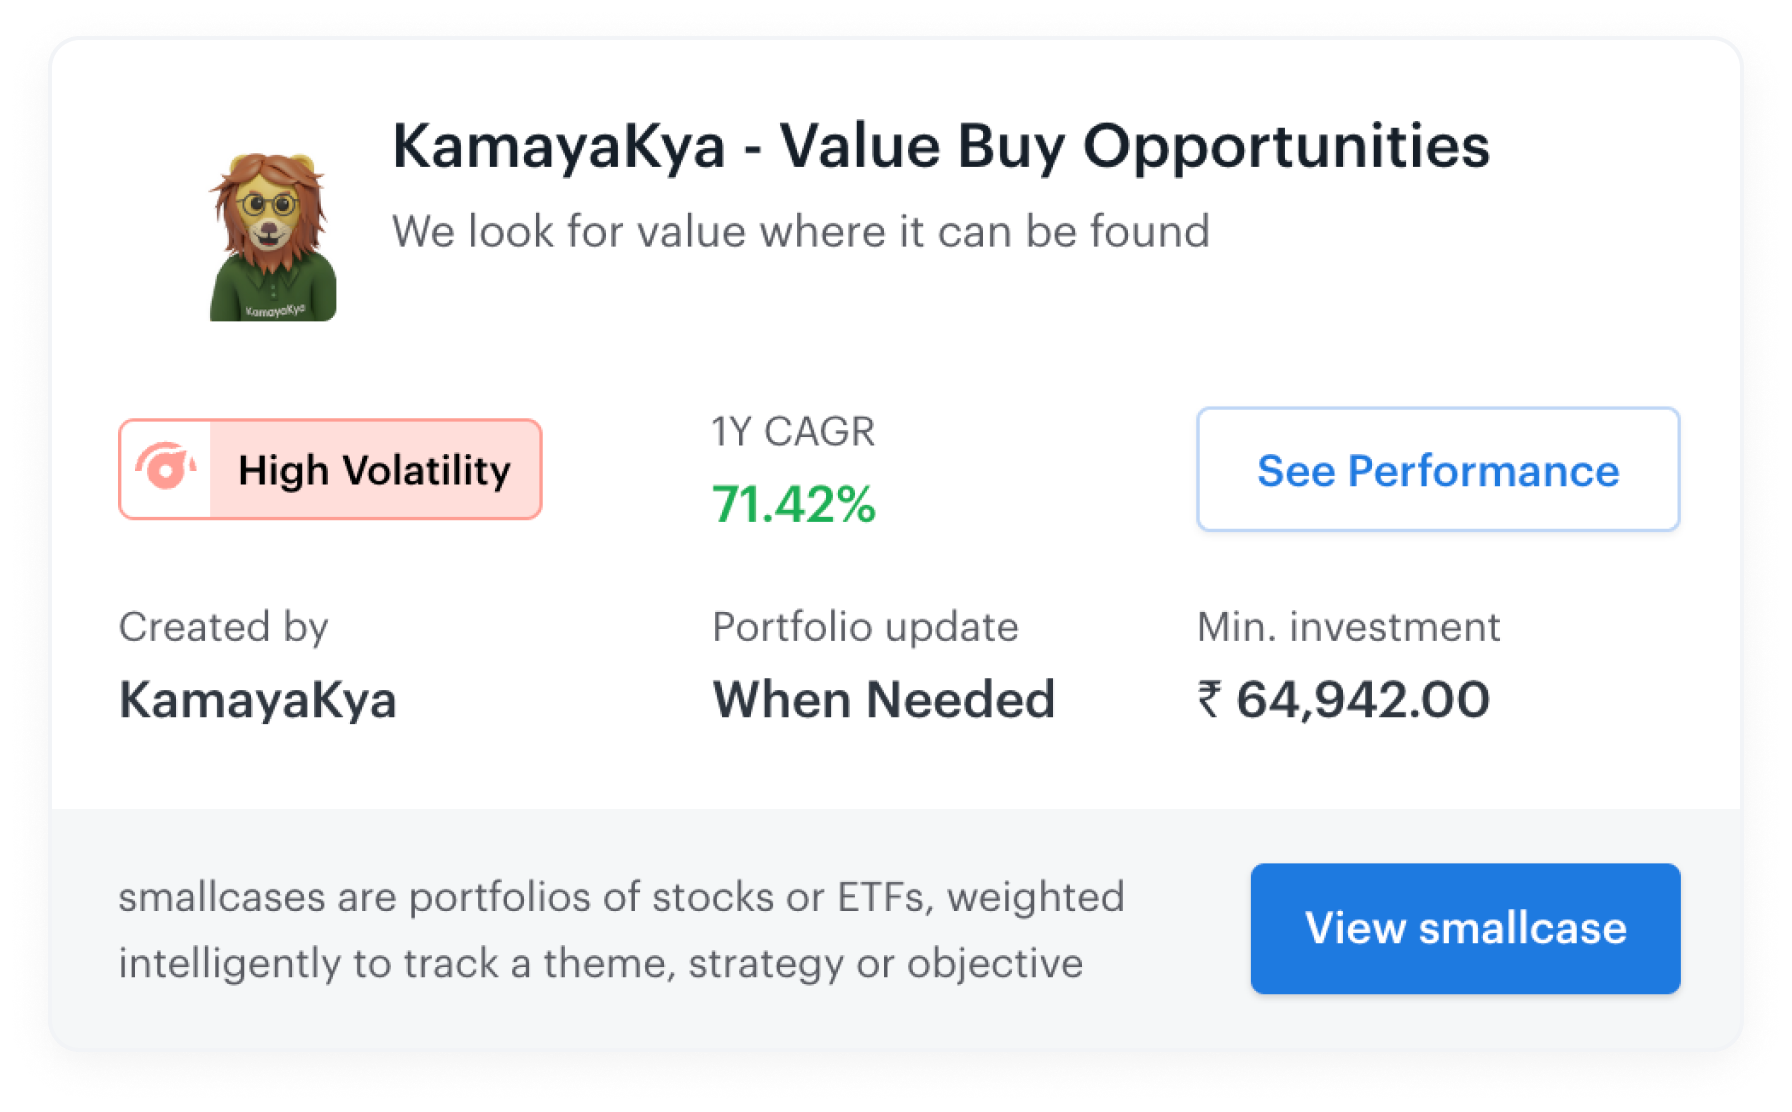 KamayaKya - Value Buy Opportunities
We look for value where it can be found
KamayaKya
High Volatility
1Y CAGR
71.42%
See Performance
Created by
KamayaKya
Portfolio update
When Needed
Min. investment
₹ 64,942.00
smallcases are portfolios of stocks or ETFs, weighted
intelligently to track a theme, strategy or objective
View smallcase